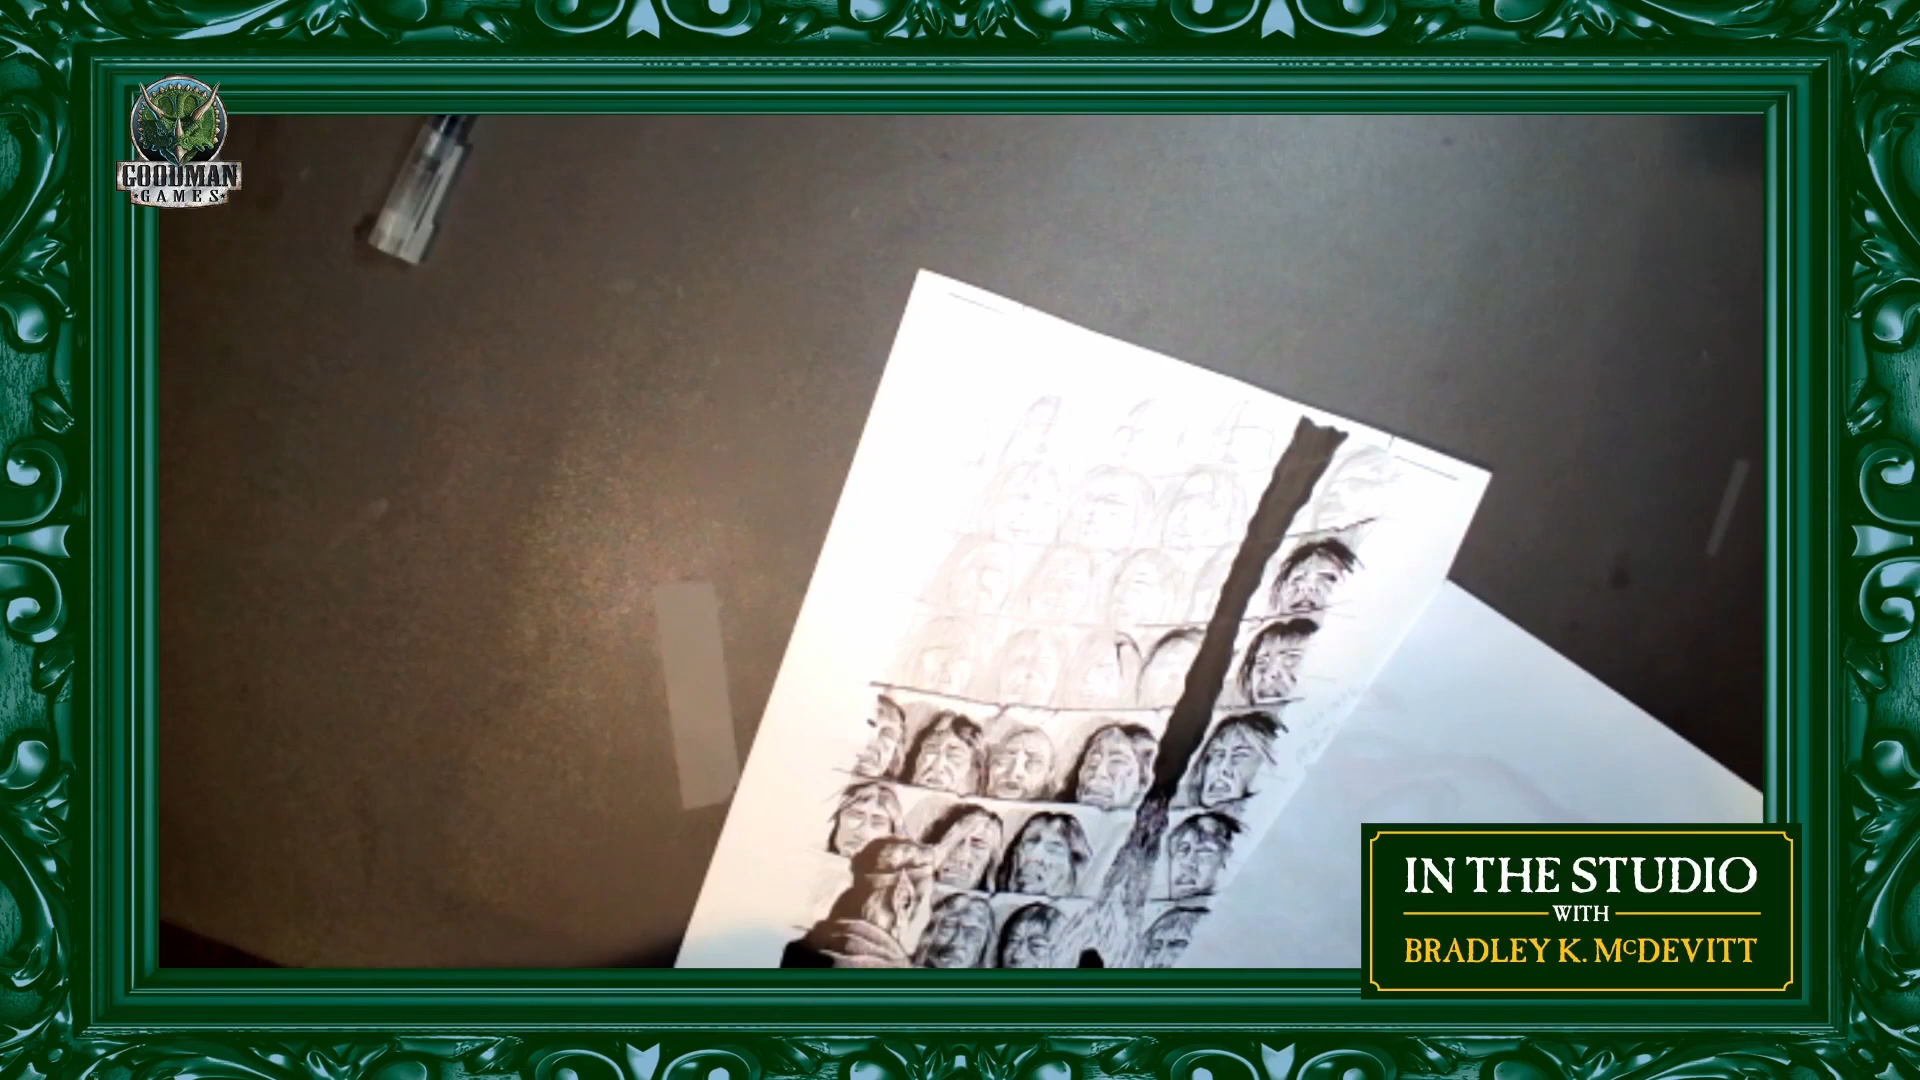 GOODMAN
GAMES
IN THE STUDIO
WITH
BRADLEY K. McDEVITT